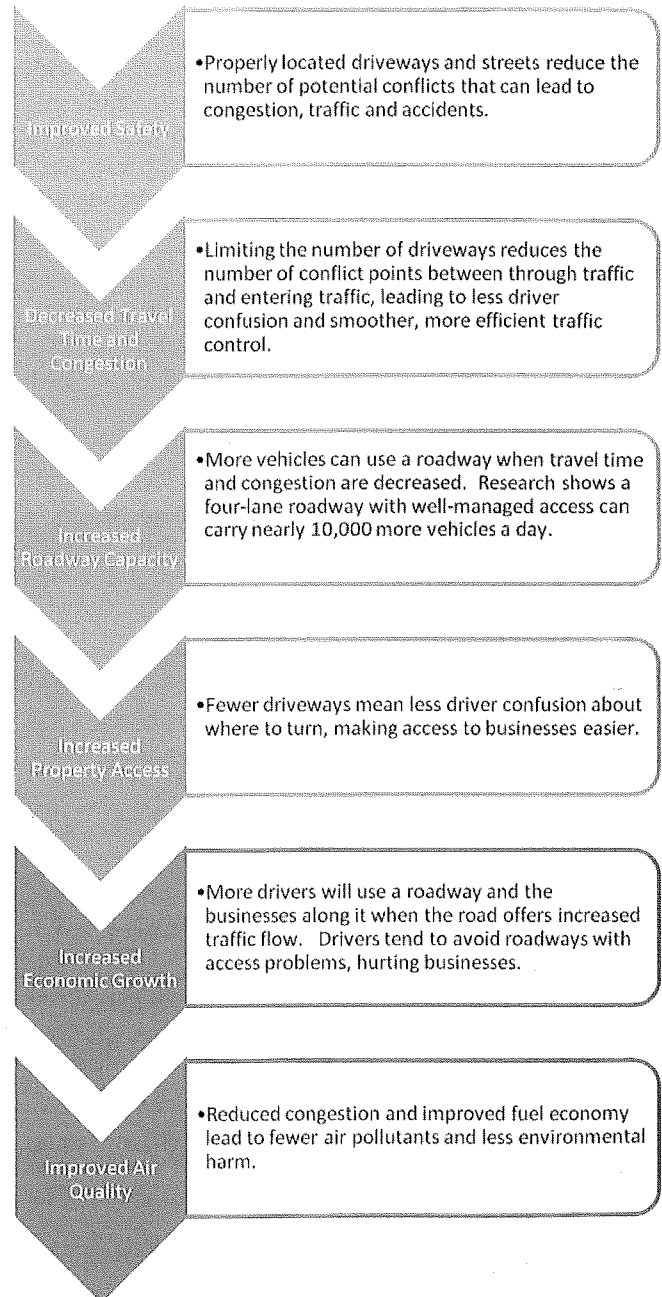 Improved Safety
•Properly located driveways and streets reduce the
number of potential conflicts that can lead to
congestion, traffic and accidents.
Decreased Travel
Time and
Congestion
•Limiting the number of driveways reduces the
number of conflict points between through traffic
and entering traffic, leading to less driver
confusion and smoother, more efficient traffic
control.
Increased
Roadway Capacity
•More vehicles can use a roadway when travel time
and congestion are decreased.  Research shows a
four-lane roadway with well-managed access can
carry nearly 10,000 more vehicles a day.
Increased
Property Access
•Fewer driveways mean less driver confusion about
where to turn, making access to businesses easier.
Increased
Economic Growth
•More drivers will use a roadway and the
businesses along it when the road offers increased
traffic flow.   Drivers tend to avoid roadways with
access problems, hurting businesses.
Improved Air
Quality
•Reduced congestion and improved fuel economy
lead to fewer air pollutants and less environmental
harm.